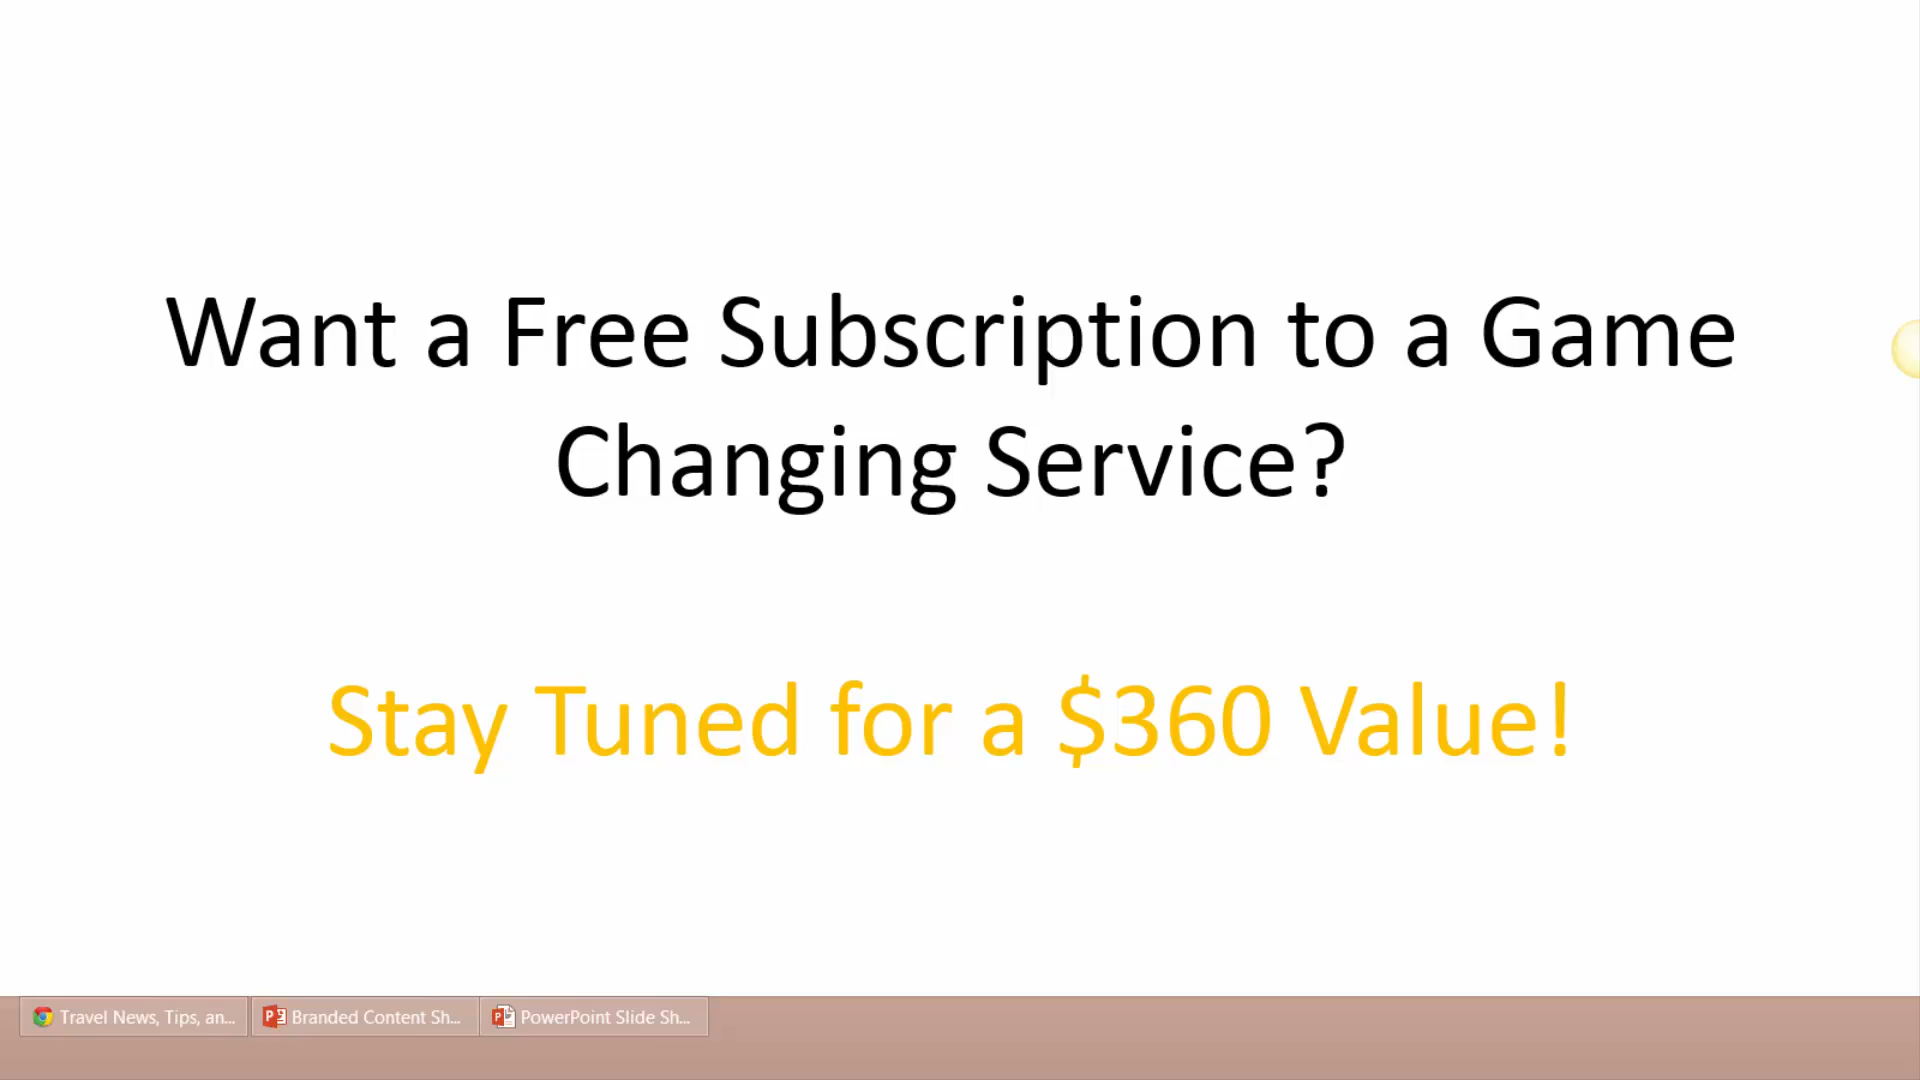 Want a Free Subscription to a Game
Changing Service?
Stay Tuned for a $360 Value!
Travel News, Tips, an...
Branded Content Sh...
PowerPoint Slide Sh...